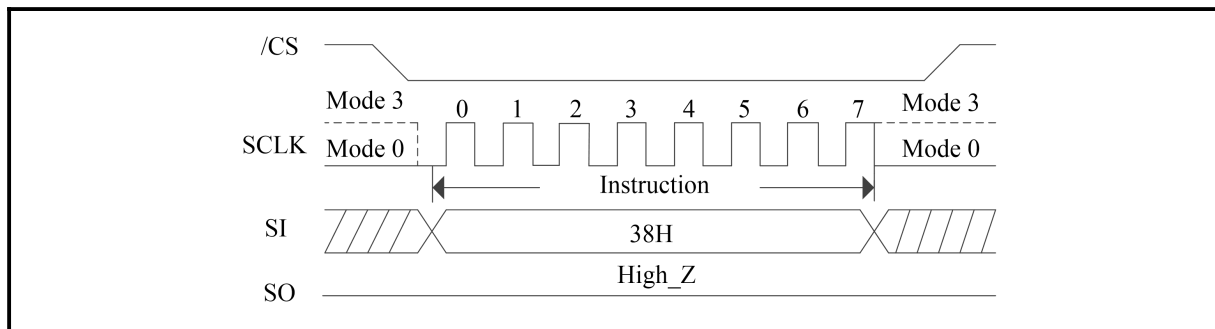 /CS
Mode 3 0 1 2 3 4 5 6 7 Mode 3
SCLK Mode 0 Mode 0
Instruction
SI 38H
High_Z
SO